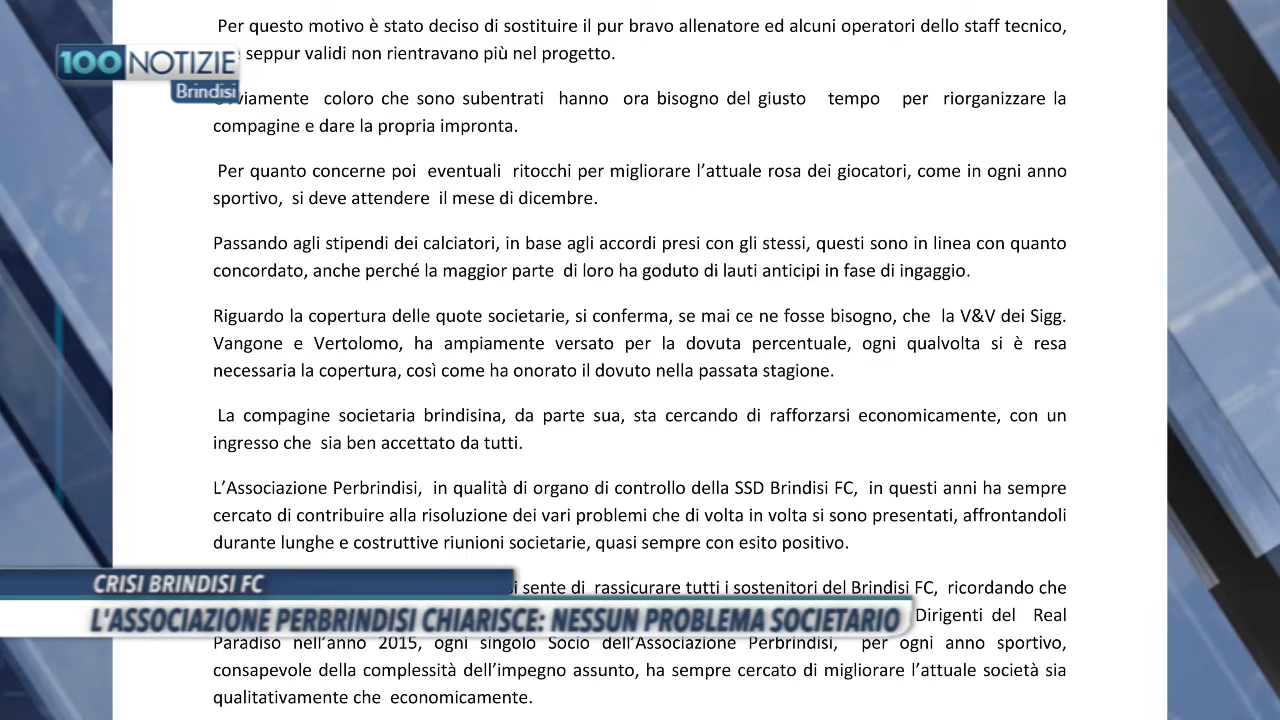 Per questo motivo è stato deciso di sostituire il pur bravo allenatore ed alcuni operatori dello staff tecnico,
100 NOTIZIE
seppur validi non rientravano più nel progetto.
Brindisi
coloro che sono subentrati hanno ora bisogno del giusto tempo per riorganizzare la
compagine e dare la propria impronta.
Per quanto concerne poi eventuali ritocchi per migliorare l’attuale rosa dei giocatori, come in ogni anno
sportivo, si deve attendere il mese di dicembre.
Passando agli stipendi dei calciatori, in base agli accordi presi con gli stessi, questi sono in linea con quanto
concordato, anche perché la maggior parte di loro ha goduto di lauti anticipi in fase di ingaggio.
Riguardo la copertura delle quote societarie, si conferma, se mai ce ne fosse bisogno, che la V&V dei Sigg.
Vangone e Vertolomo, ha ampiamente versato per la dovuta percentuale, ogni qualvolta si è resa
necessaria la copertura, così come ha onorato il dovuto nella passata stagione.
La compagine societaria brindisina, da parte sua, sta cercando di rafforzarsi economicamente, con un
ingresso che sia ben accettato da tutti.
L’Associazione Perbrindisi, in qualità di organo di controllo della SSD Brindisi FC, in questi anni ha sempre
cercato di contribuire alla risoluzione dei vari problemi che di volta in volta si sono presentati, affrontandoli
durante lunghe e costruttive riunioni societarie, quasi sempre con esito positivo.
CRISI BRINDISI FC
sente di rassicurare tutti i sostenitori del Brindisi FC, ricordando che
L'ASSOCIAZIONE PERBRINDISI CHIARISCE: NESSUN PROBLEMA SOCIETARIO
Dirigenti del Real
Paradiso nell’anno 2015, ogni singolo Socio dell’Associazione Perbrindisi, per ogni anno sportivo,
consapevole della complessità dell’impegno assunto, ha sempre cercato di migliorare l’attuale società sia
qualitativamente che economicamente.